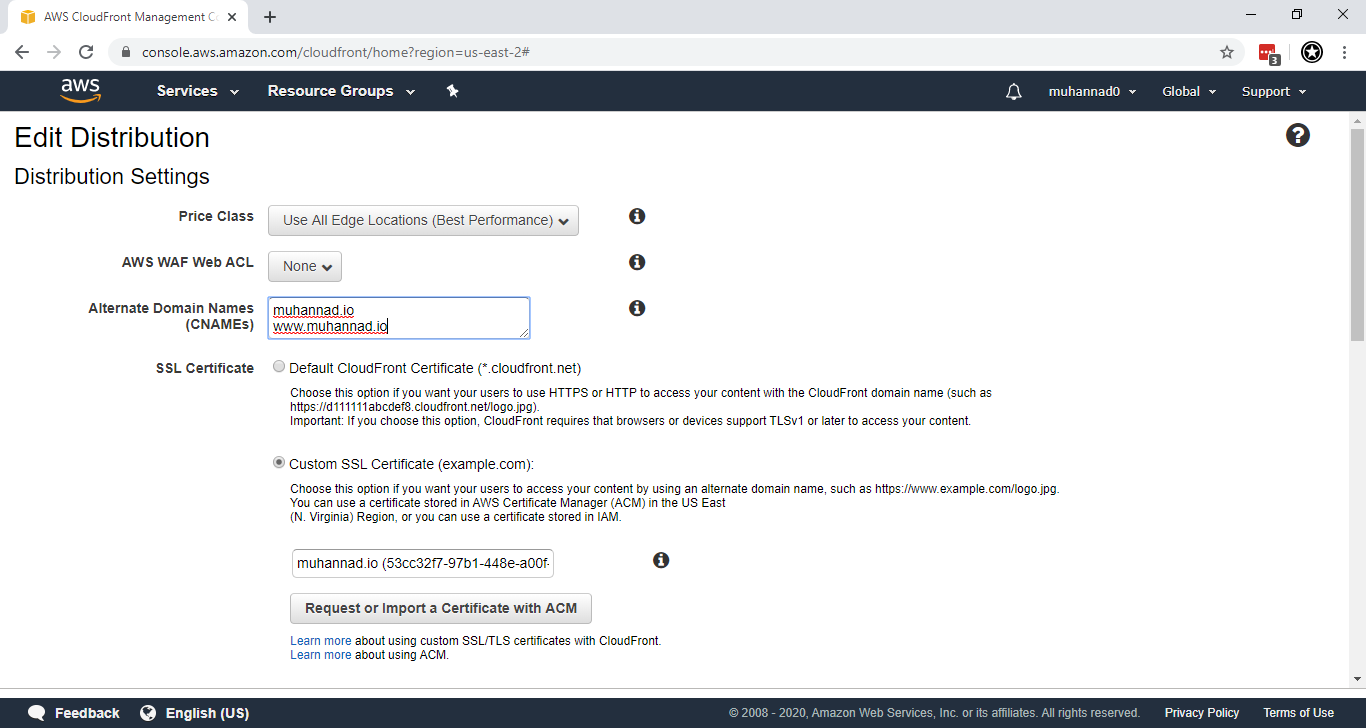 AWS CloudFront Management C
console.aws.amazon.com/cloudfront/home?region=us-east-2#
3
aws
Services
Resource Groups
muhannad0
Global
Support
Edit Distribution
Distribution Settings
Price Class
Use All Edge Locations (Best Performance)
AWS WAF Web ACL
None
Alternate Domain Names
(CNAMEs)
muhannad.io
www.muhannad.io
SSL Certificate
Default CloudFront Certificate (*.cloudfront.net)
Choose this option if you want your users to use HTTPS or HTTP to access your content with the CloudFront domain name (such as
https://d111111abcdef8.cloudfront.net/logo.jpg).
Important: If you choose this option, CloudFront requires that browsers or devices support TLSv1 or later to access your content.
Custom SSL Certificate (example.com):
Choose this option if you want your users to access your content by using an alternate domain name, such as https://www.example.com/logo.jpg.
You can use a certificate stored in AWS Certificate Manager (ACM) in the US East
(N. Virginia) Region, or you can use a certificate stored in IAM.
muhannad.io (53cc32f7-97b1-448e-a00f-
Request or Import a Certificate with ACM
Learn more about using custom SSL/TLS certificates with CloudFront.
Learn more about using ACM.
Feedback
English (US)
© 2008 - 2020, Amazon Web Services, Inc. or its affiliates. All rights reserved.
Privacy Policy
Terms of Use